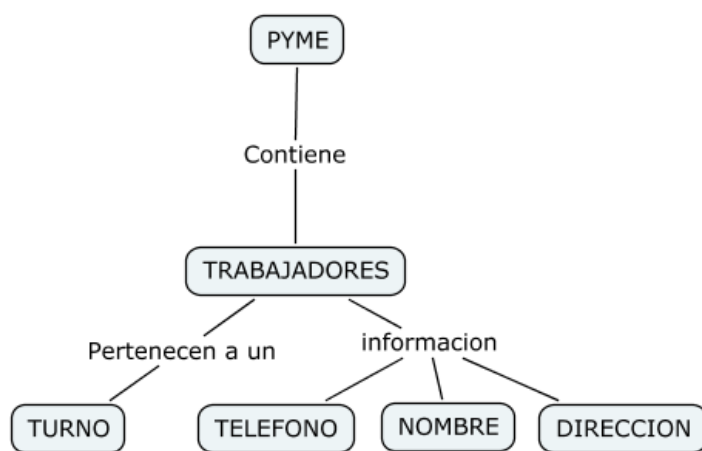 PYME
Contiene
TRABAJADORES
Pertenecen a un
informacion
TURNO
TELEFONO
NOMBRE
DIRECCION